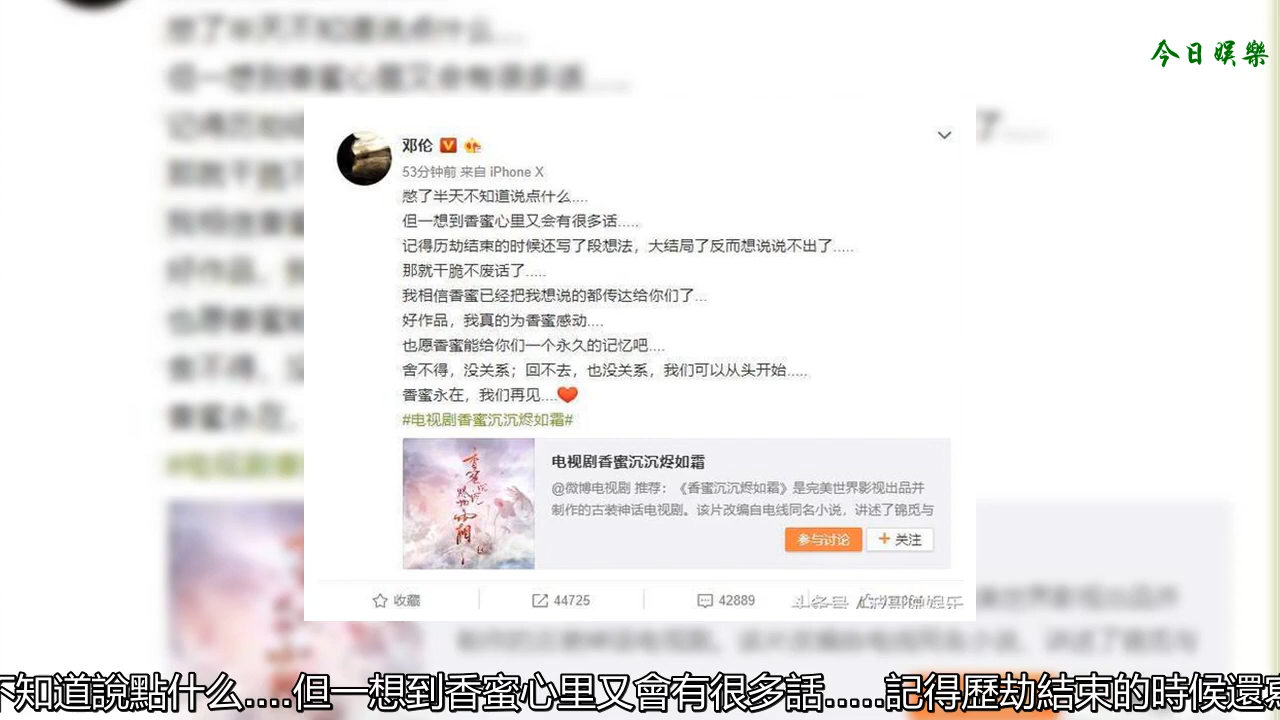 今日娱樂
邓伦
53分钟前 来自 iPhone X
憋了半天不知道说点什么....
但一想到香蜜心里又会有很多话.....
记得历劫结束的时候还写了段想法，大结局了反而想说说不出了.....
那就干脆不废话了.....
我相信香蜜已经把我想说的都传达给你们了...
好作品，我真的为香蜜感动....
也愿香蜜能给你们一个永久的记忆吧....
舍不得，没关系；回不去，也没关系，我们可以从头开始.....
香蜜永在，我们再见....❤
#电视剧香蜜沉沉烬如霜#
电视剧香蜜沉沉烬如霜
@微博电视剧 推荐：《香蜜沉沉烬如霜》是完美世界影视出品并
制作的古装神话电视剧。该片改编自电线同名小说，讲述了锦觅与
参与讨论 + 关注
收藏 44725 42889
不知道說點什么....但一想到香蜜心里又會有很多話.....記得歷劫結束的時候還